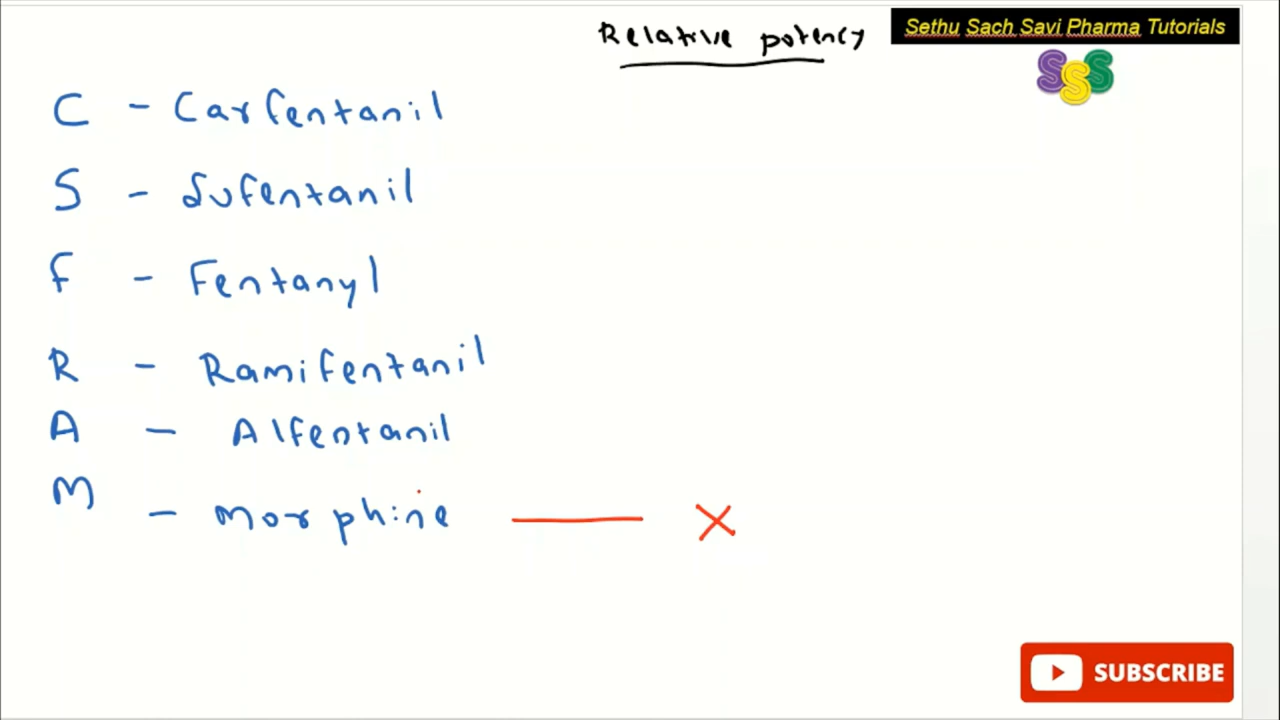 Relative potency
Sethu Sach Savi Pharma Tutorials
SSS
C - Carfentanil
S - Sufentanil
F - Fentanyl
R - Ramifentanil
A - Alfentanil
M - Morphine — X
SUBSCRIBE